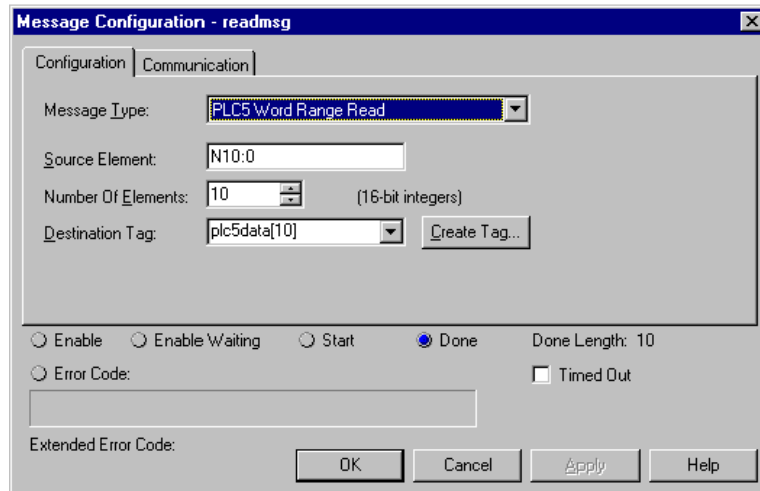 Message Configuration - readmsg
Configuration Communication
Message Type: PLC5 Word Range Read
Source Element: N10:0
Number Of Elements: 10 (16-bit integers)
Destination Tag: plc5data[10] Create Tag...
Enable Enable Waiting Start Done Done Length: 10
Error Code: Timed Out
Extended Error Code:
OK Cancel Apply Help